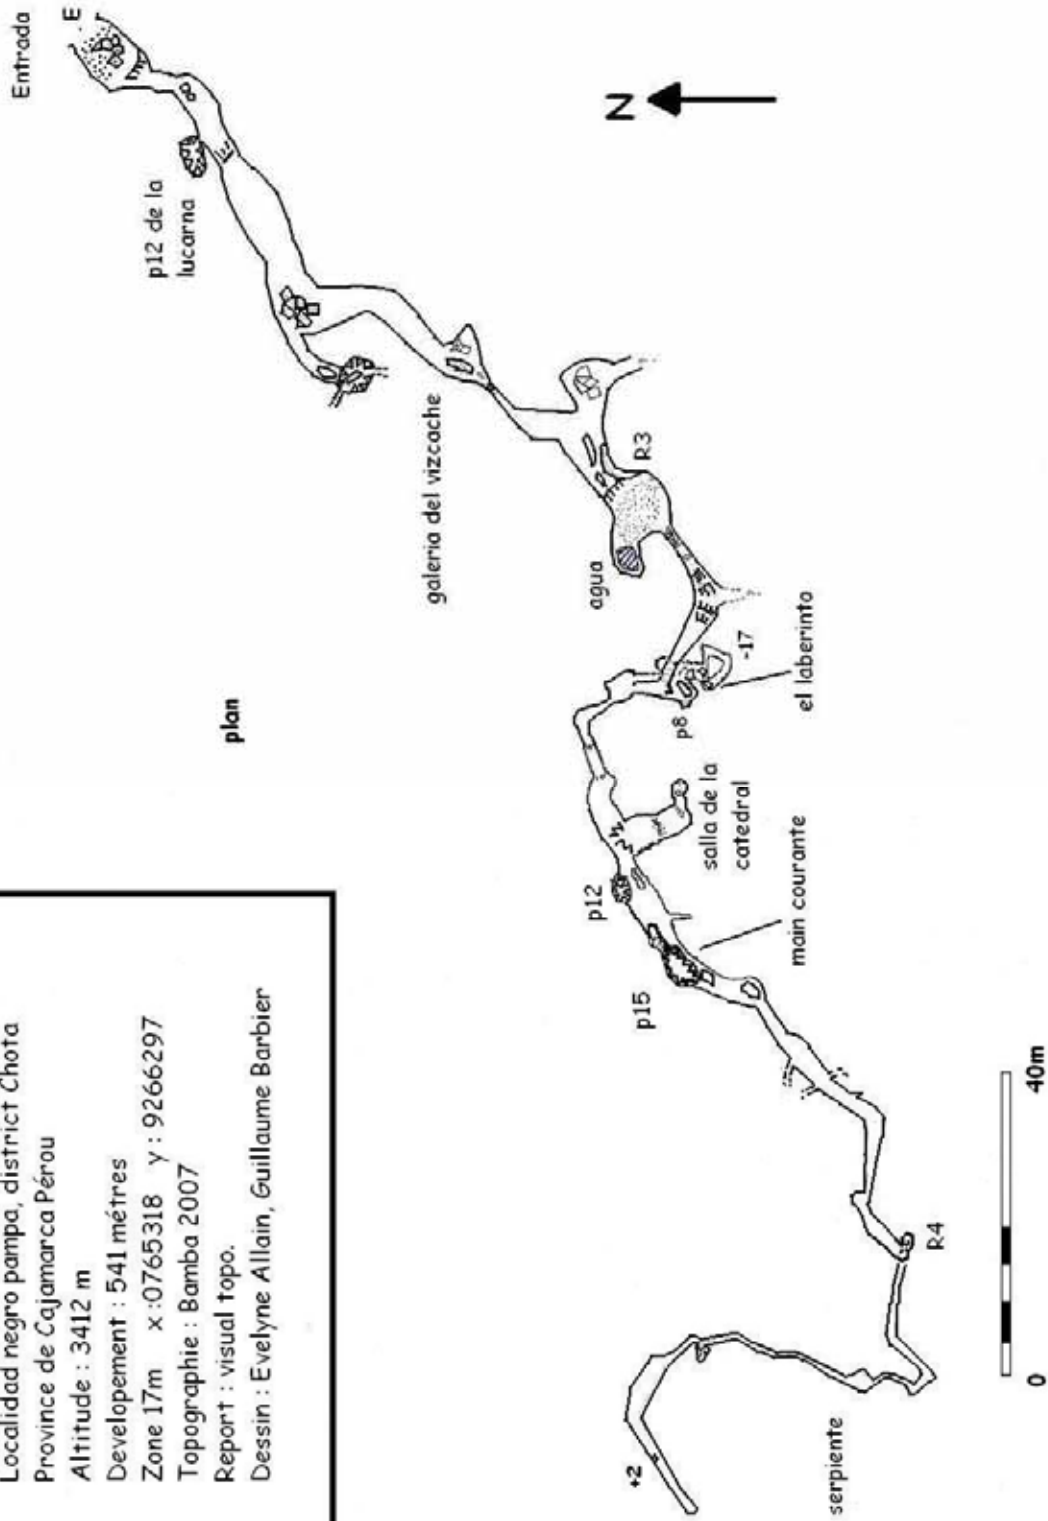 Localidad negro pampa, district Chota
Province de Cajamarca Pérou
Altitude : 3412 m
Developement : 541 métres
Zone 17m x :0765318 y : 9266297
Topographie : Bamba 2007
Report : visual topo.
Dessin : Evelyne Allain, Guillaume Barbier
plan
Entrada
E
p12 de la
lucarna
N
galeria del vizcache
agua
R3
-17
el laberinto
p8
salla de la
catedral
p12
main courante
p15
R4
+2
serpiente
0
40m